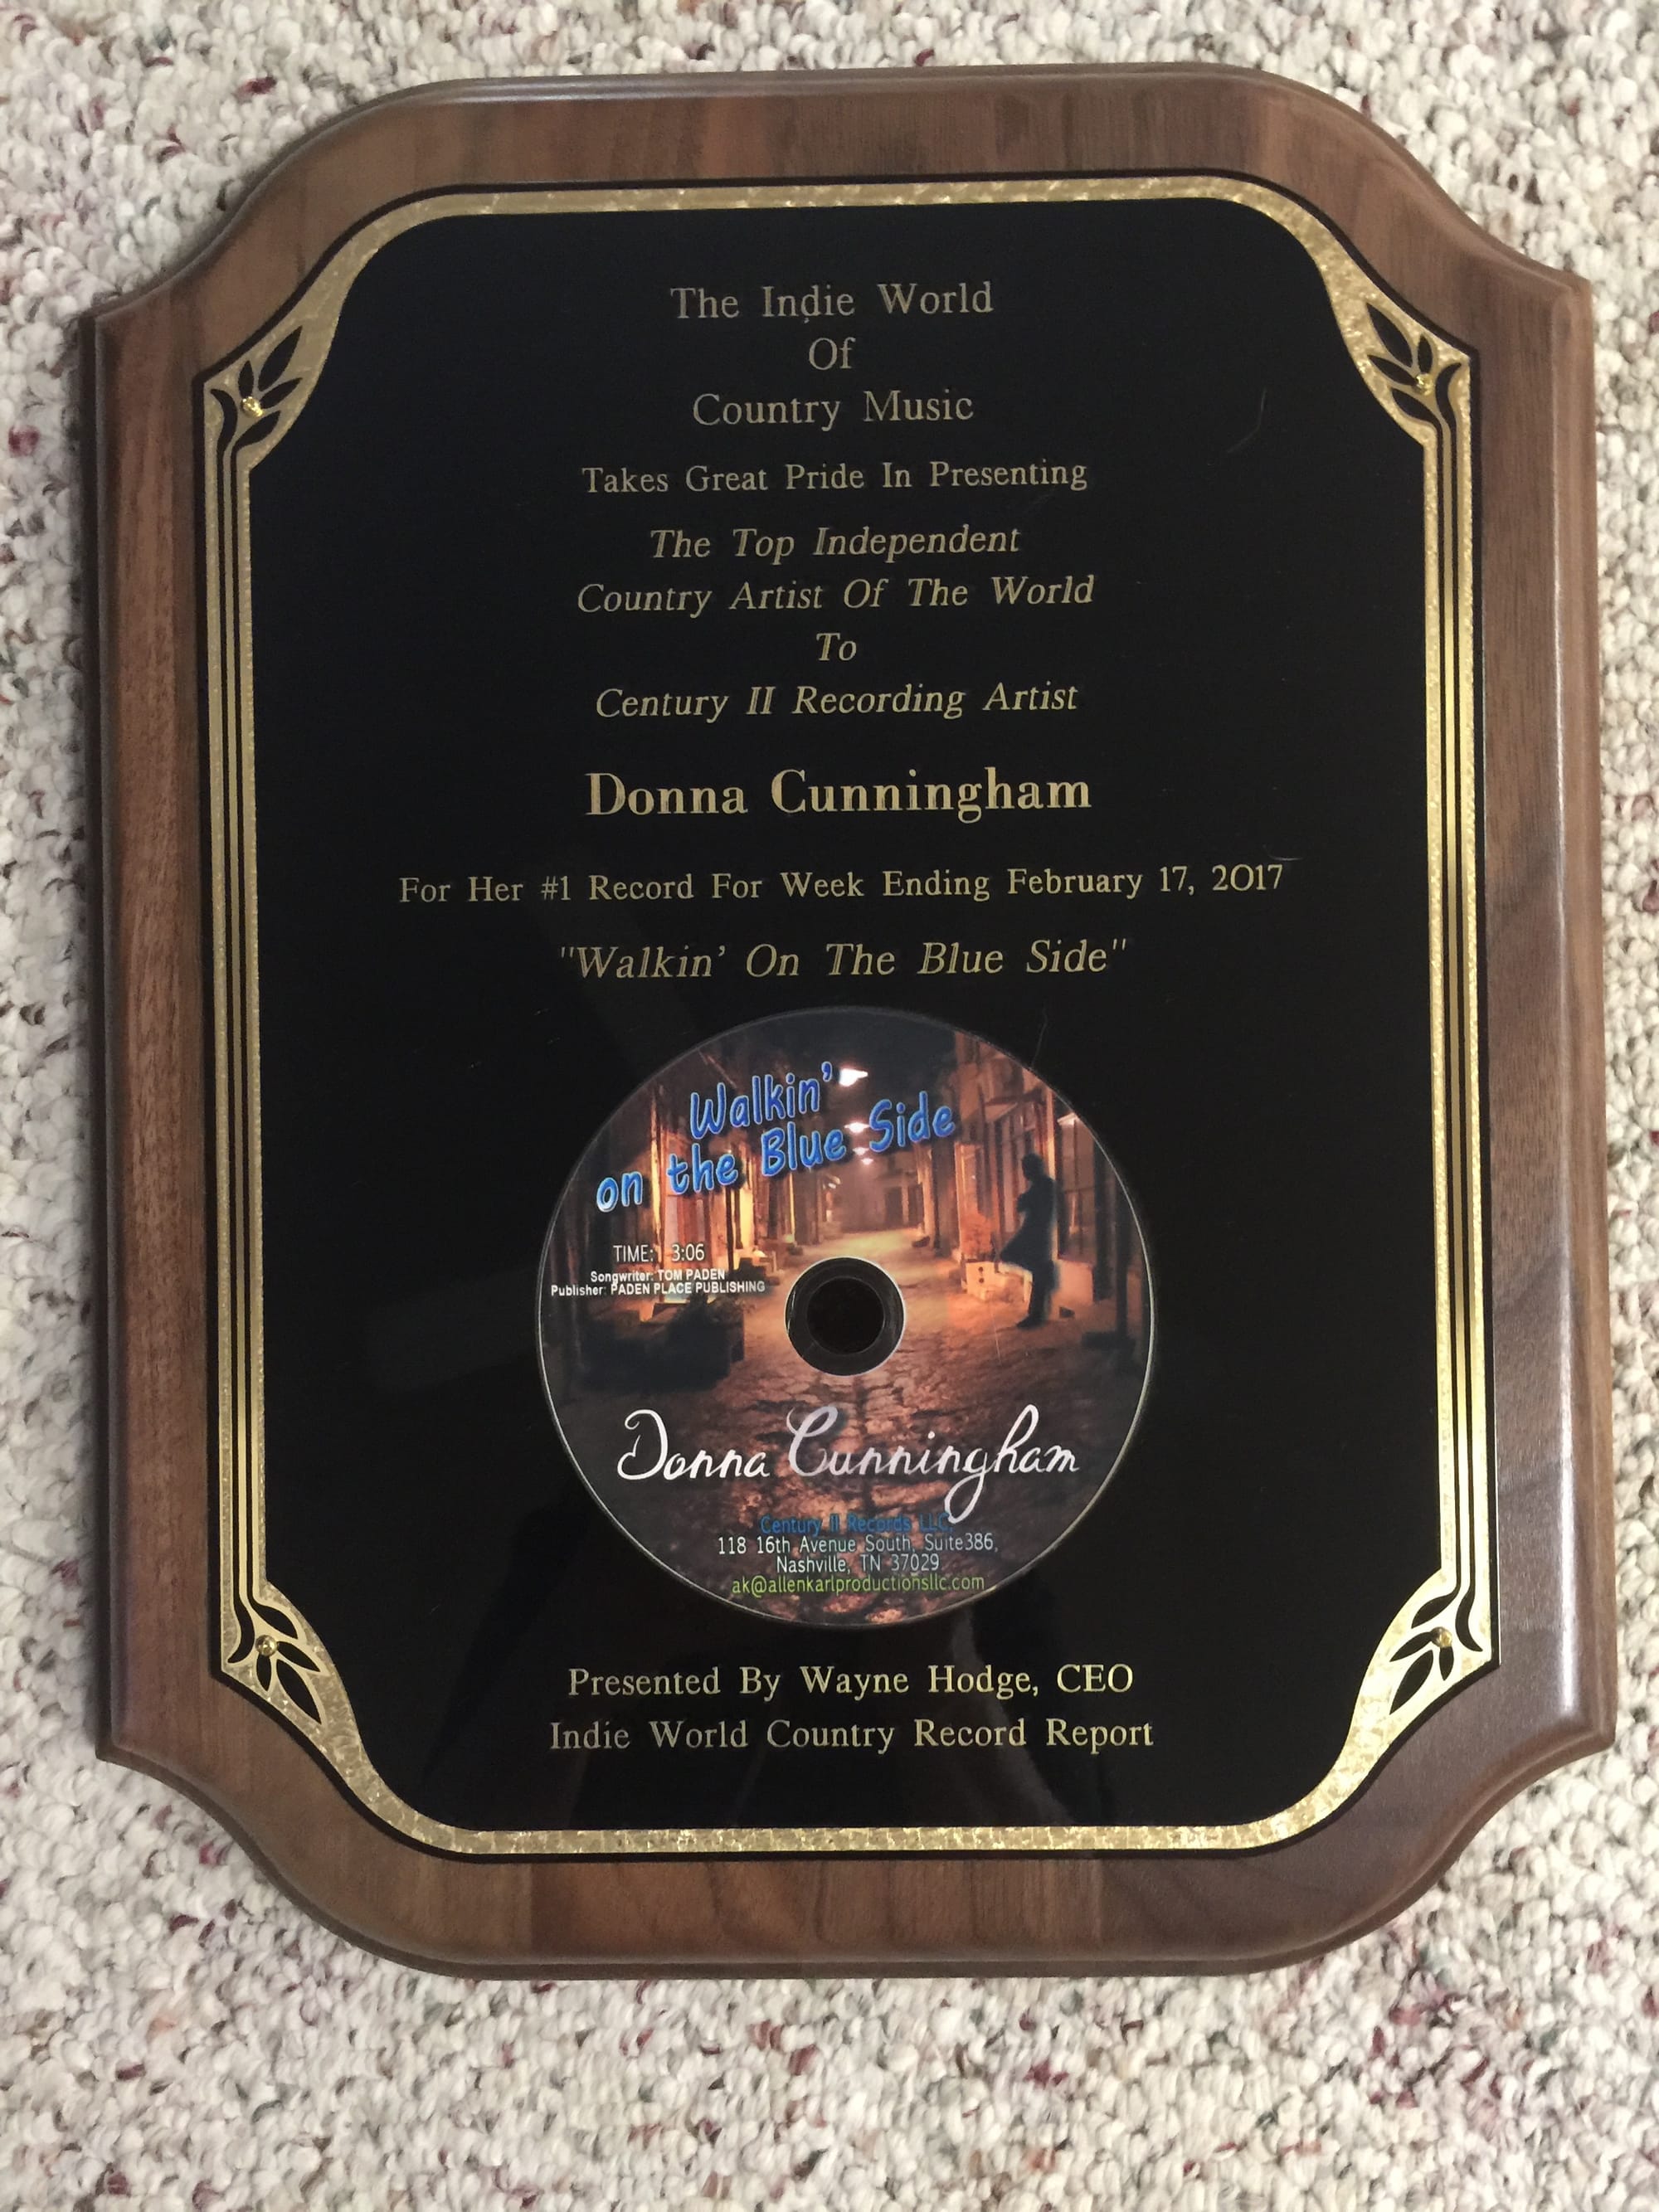 The Indie World
Of
Country Music
Takes Great Pride In Presenting
The Top Independent
Country Artist Of The World
To
Century II Recording Artist
Donna Cunningham
For Her #1 Record For Week Ending February 17, 2017
"Walkin' On The Blue Side"
Walkin'
on the Blue Side
TIME: 3:06
Songwriter: TOM PADEN
Publisher: PADEN PLACE PUBLISHING
Donna Cunningham
Century II Records LLC,
118 16th Avenue South, Suite386,
Nashville, TN 37029
ak@allenkarlproductionsllc.com
Presented By Wayne Hodge, CEO
Indie World Country Record Report